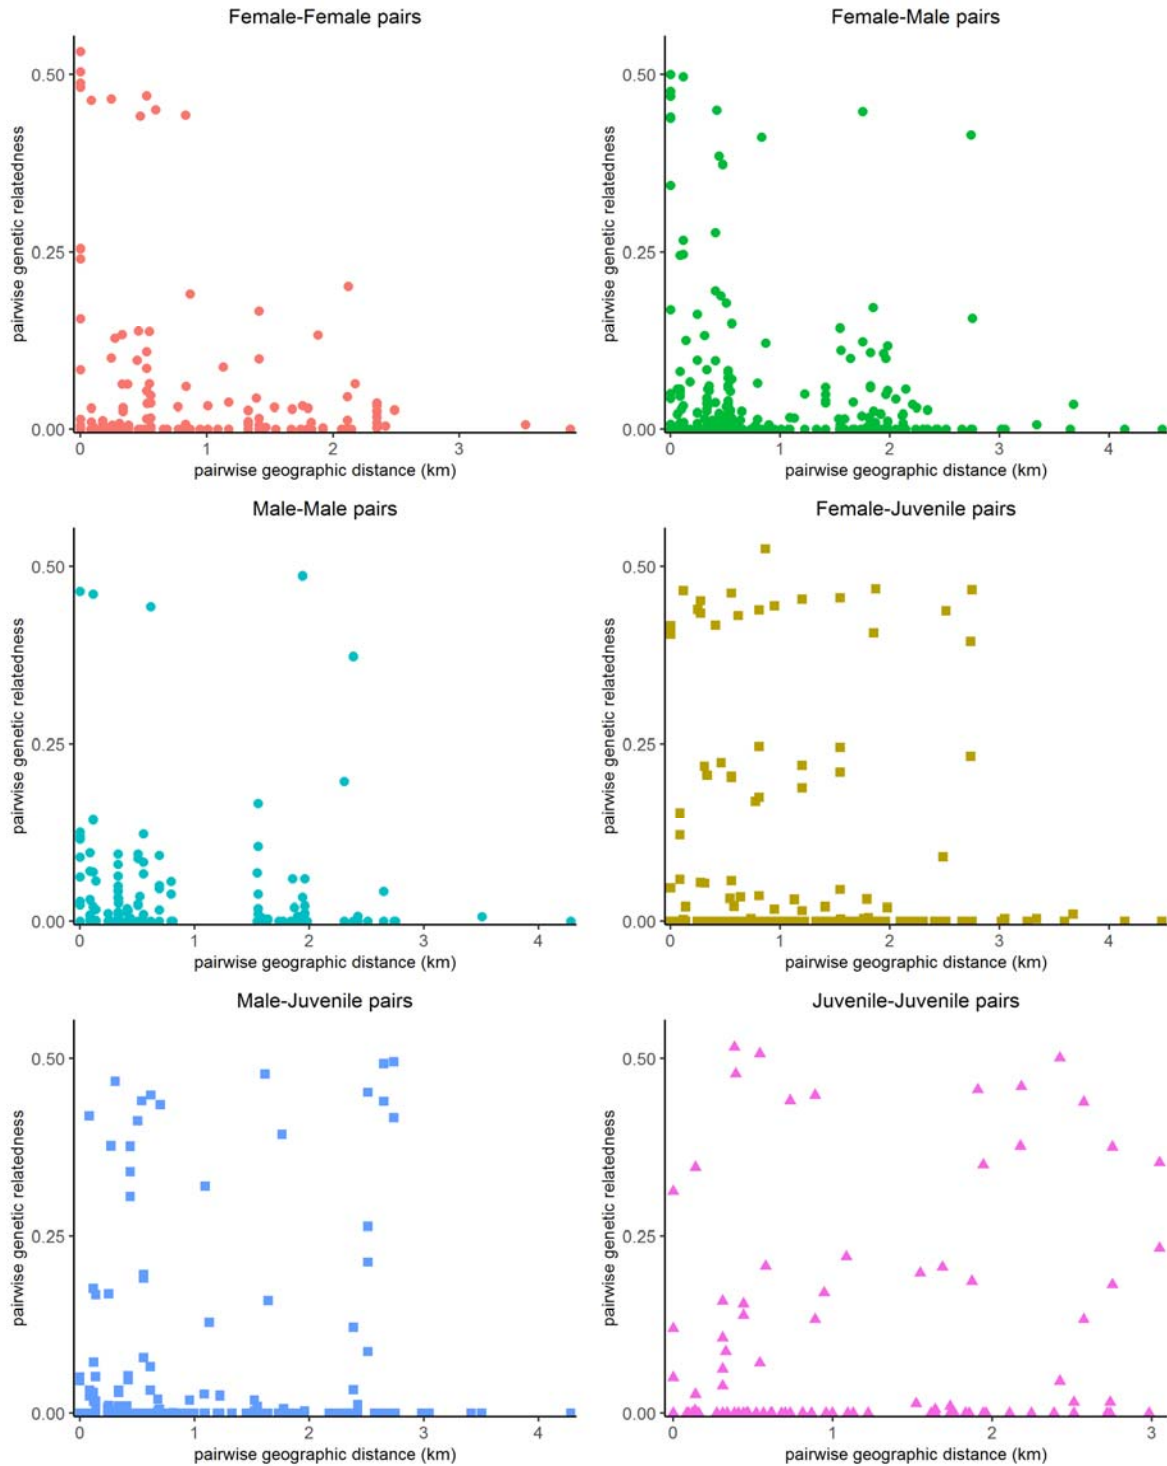 Female-Female pairs
pairwise genetic relatedness
0.50
0.25
0.00
0 1 2 3
pairwise geographic distance (km)
Female-Male pairs
pairwise genetic relatedness
0.50
0.25
0.00
0 1 2 3 4
pairwise geographic distance (km)
Male-Male pairs
pairwise genetic relatedness
0.50
0.25
0.00
0 1 2 3 4
pairwise geographic distance (km)
Female-Juvenile pairs
pairwise genetic relatedness
0.50
0.25
0.00
0 1 2 3 4
pairwise geographic distance (km)
Male-Juvenile pairs
pairwise genetic relatedness
0.50
0.25
0.00
0 1 2 3 4
pairwise geographic distance (km)
Juvenile-Juvenile pairs
pairwise genetic relatedness
0.50
0.25
0.00
0 1 2 3
pairwise geographic distance (km)